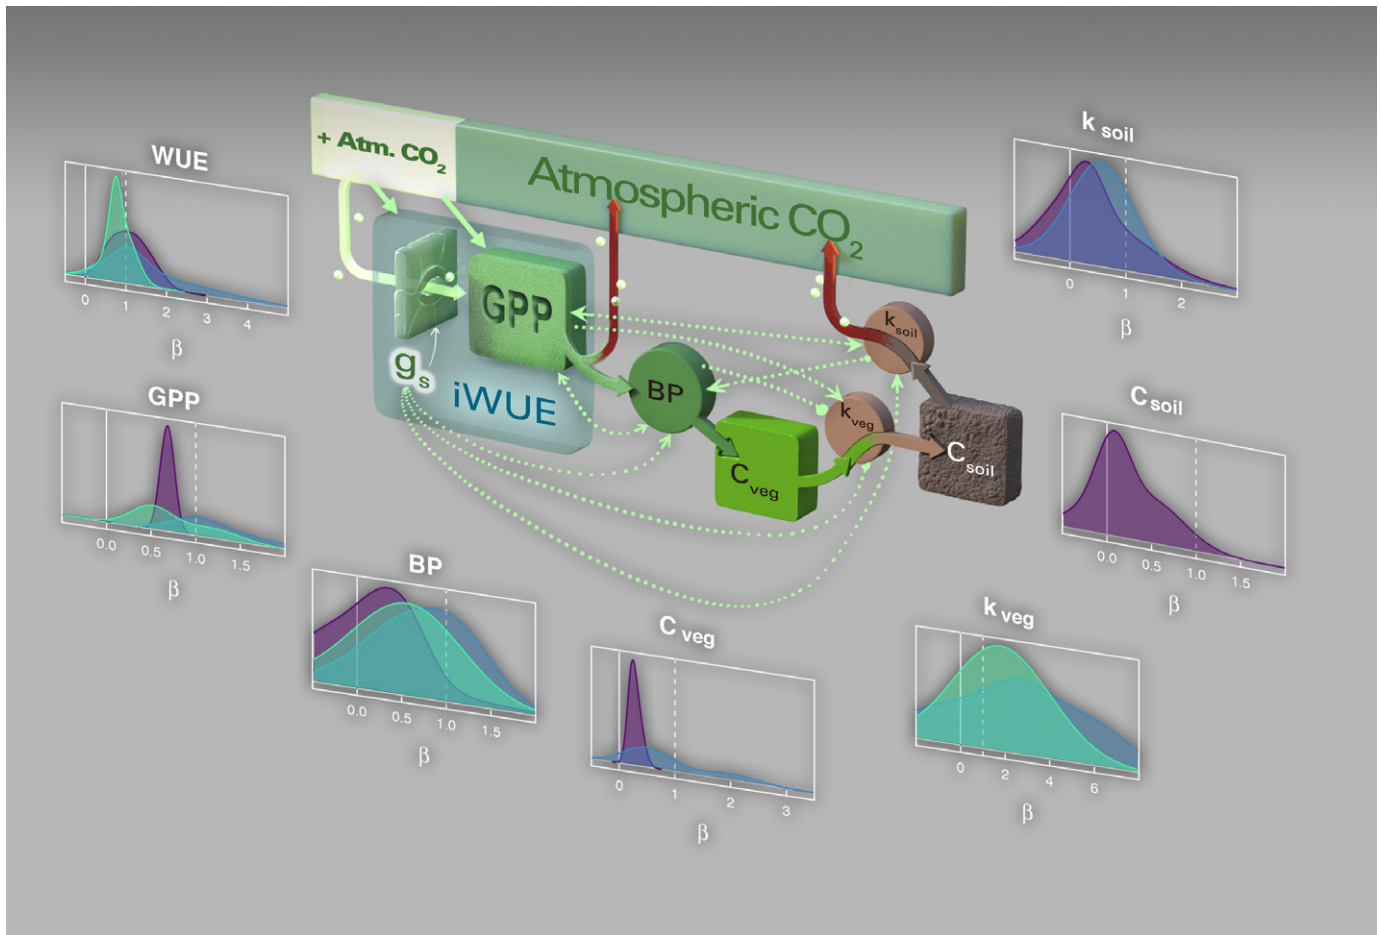 + Atm. CO2
Atmospheric CO2
GPP
gs
iWUE
BP
Cveg
kveg
ksoil
Csoil
WUE
0 1 2 3 4
β
GPP
0.0 0.5 1.0 1.5
β
BP
0.0 0.5 1.0 1.5
β
C veg
0 1 2 3
β
k veg
0 2 4 6
β
C soil
0.0 0.5 1.0 1.5
β
k soil
0 1 2
β